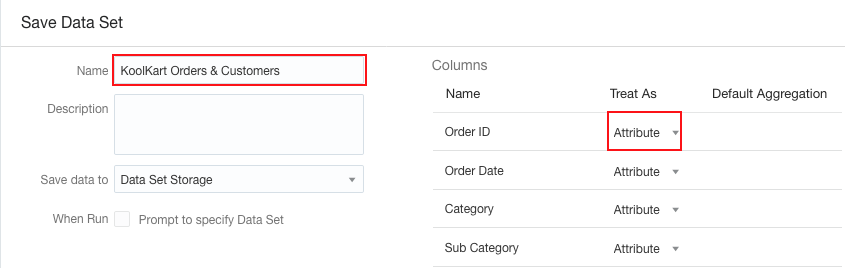 Save Data Set
Name KoolKart Orders & Customers
Description
Save data to Data Set Storage
When Run Prompt to specify Data Set
Columns
Name Treat As Default Aggregation
Order ID Attribute
Order Date Attribute
Category Attribute
Sub Category Attribute